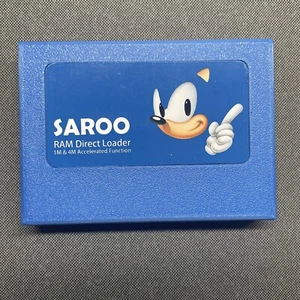 SAROO
RAM Direct Loader
1M & 4M Accelerated Function